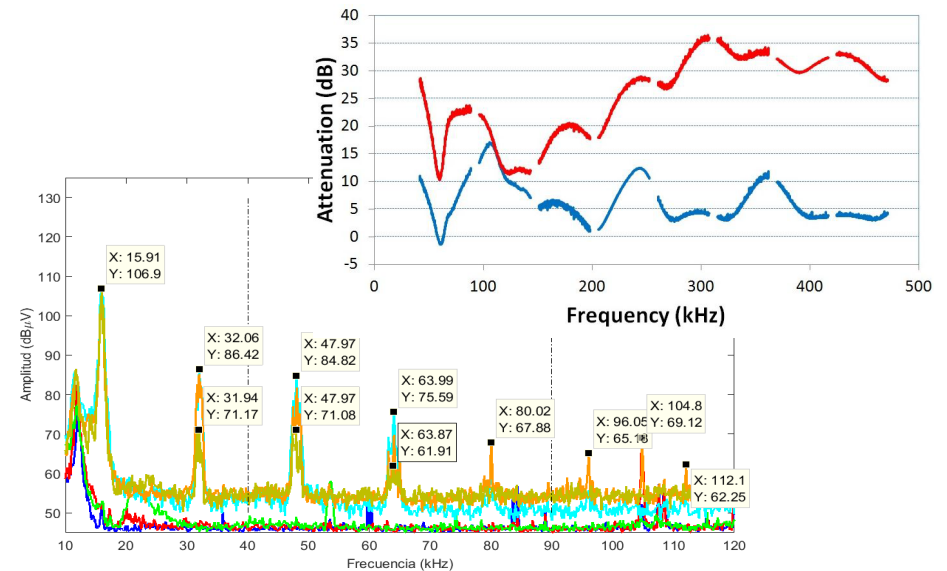 40
35
30
25
20
15
10
5
0
-5
Attenuation (dB)
0 100 200 300 400 500
Frequency (kHz)
130
110
100
90
80
70
60
50
Amplitud (dBμV)
X: 15.91
Y: 106.9
X: 32.06
Y: 86.42
X: 31.94
Y: 71.17
X: 47.97
Y: 84.82
X: 47.97
Y: 71.08
X: 63.99
Y: 75.59
X: 63.87
Y: 61.91
X: 80.02
Y: 67.88
X: 96.05
Y: 65.18
X: 104.8
Y: 69.12
X: 112.1
Y: 62.25
10 20 30 40 50 60 70 80 90 100 110 120
Frecuencia (kHz)